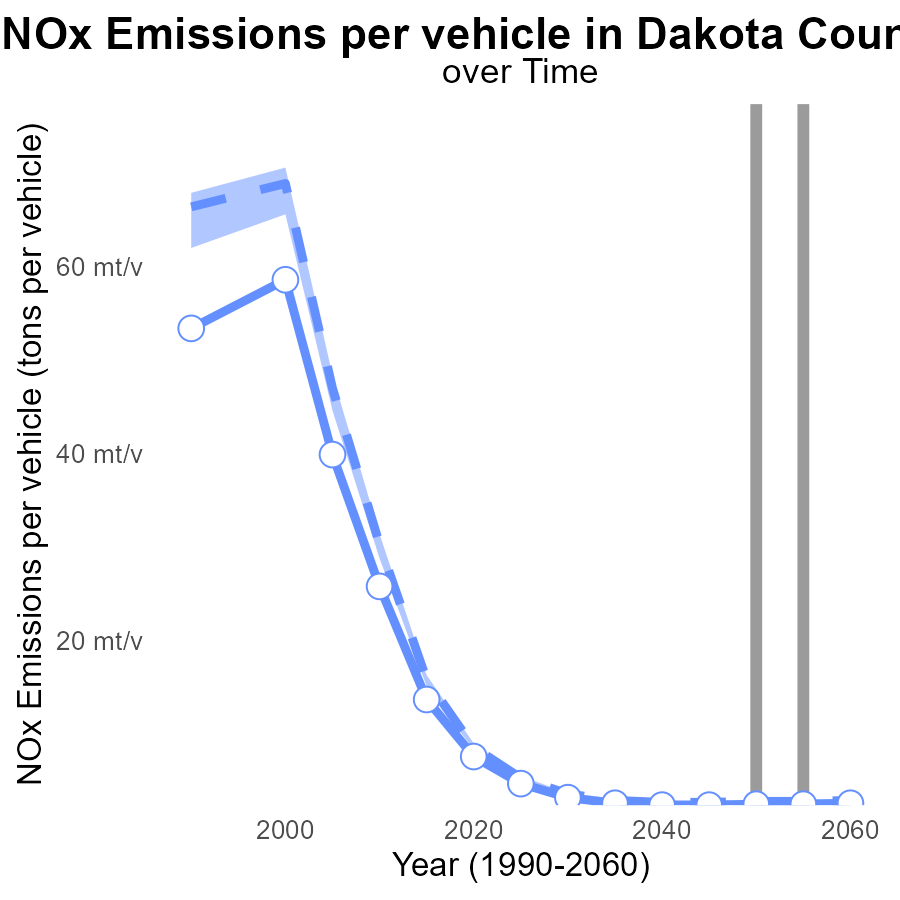 NOx Emissions per vehicle in Dakota Cour
over Time
NOx Emissions per vehicle (tons per vehicle)
60 mt/v
40 mt/v
20 mt/v
2000
2020
2040
2060
Year (1990-2060)